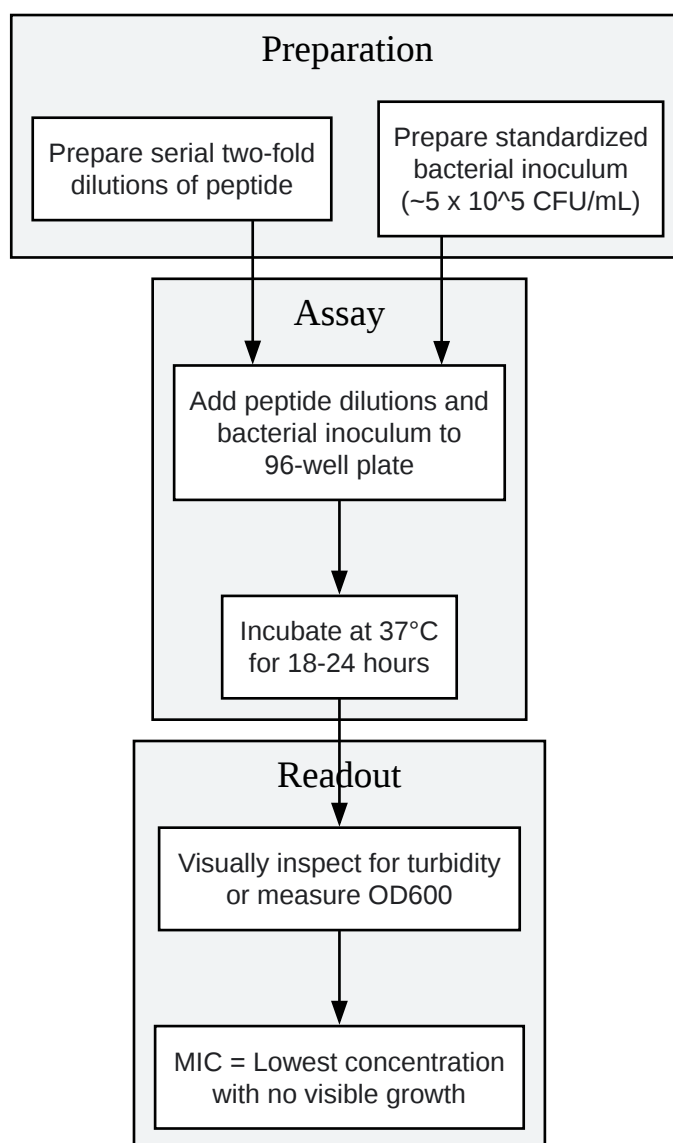 Preparation
Prepare serial two-fold
dilutions of peptide
Prepare standardized
bacterial inoculum
(~5 x 10^5 CFU/mL)
Assay
Add peptide dilutions and
bacterial inoculum to
96-well plate
Incubate at 37°C
for 18-24 hours
Readout
Visually inspect for turbidity
or measure OD600
MIC = Lowest concentration
with no visible growth